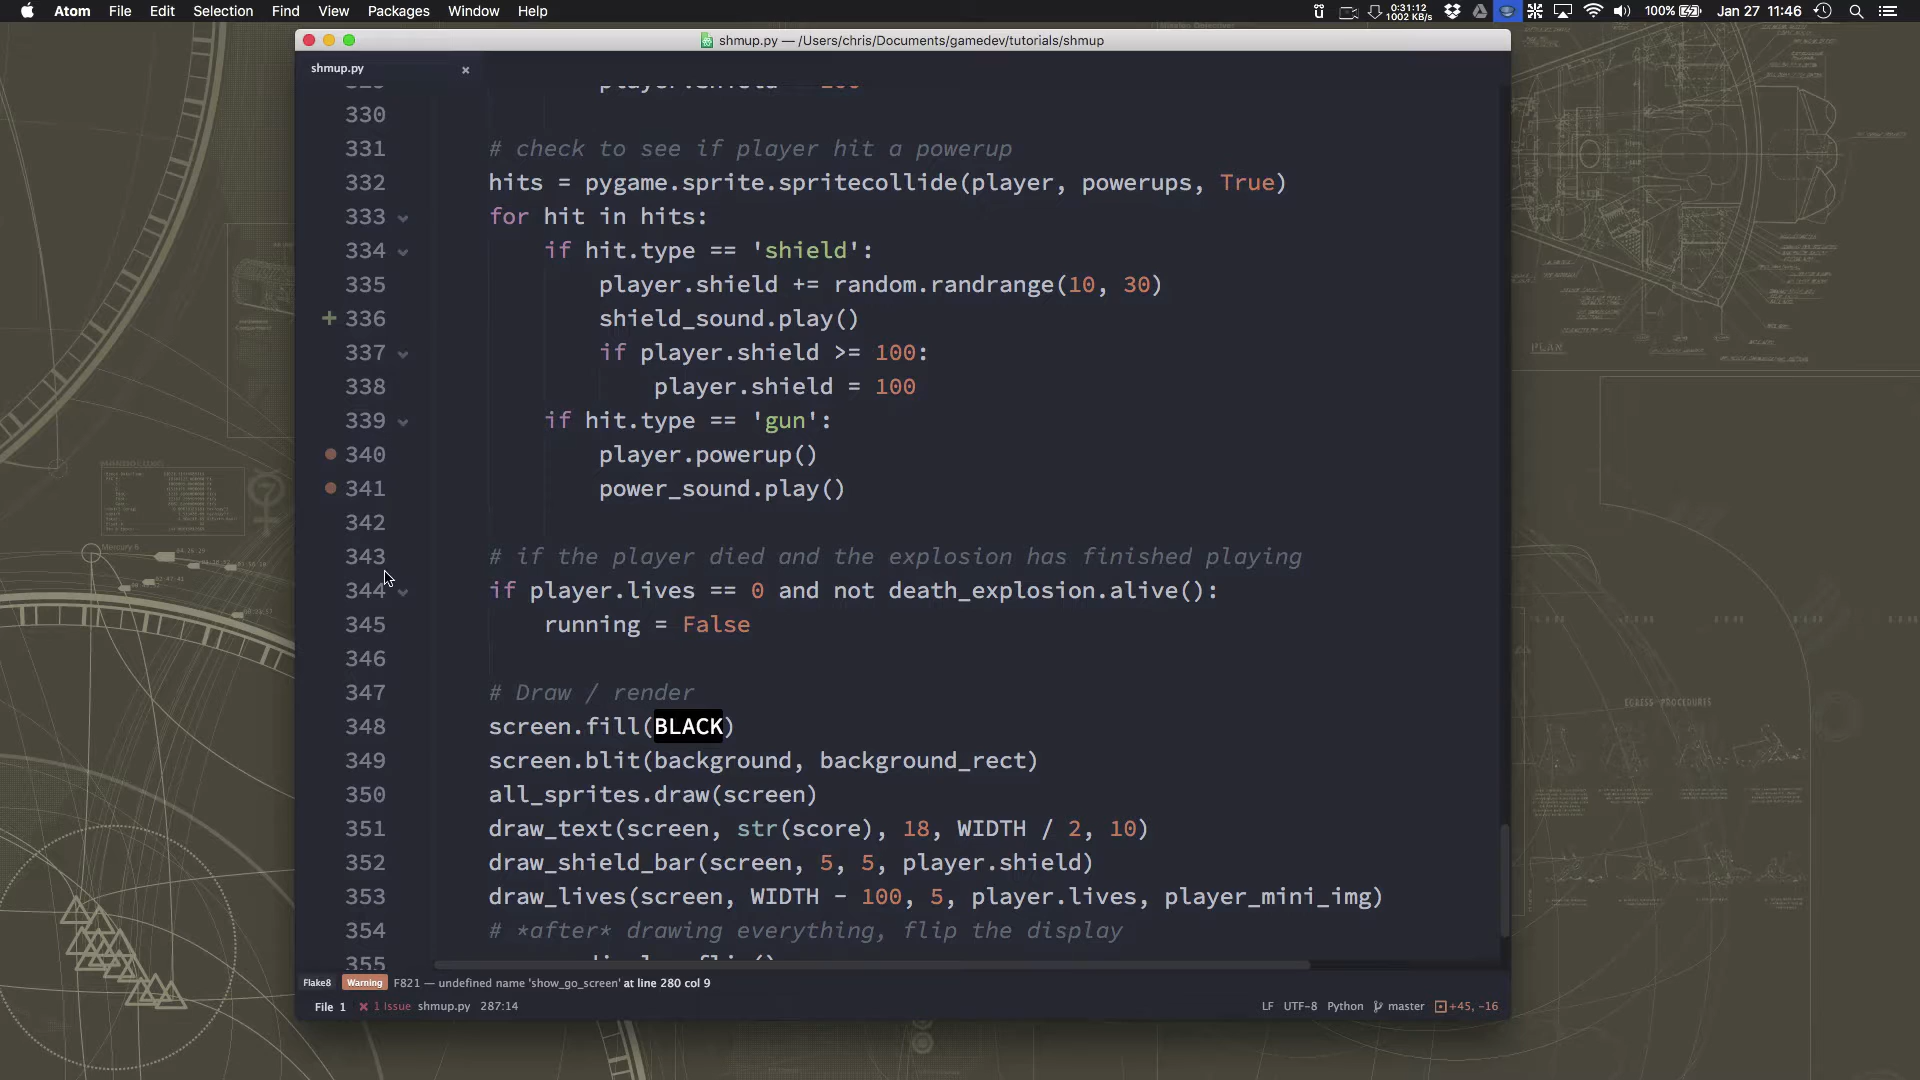 Atom File Edit Selection Find View Packages Window Help
0:31:12
1002 KB/s
100% Jan 27 11:46
shmup.py — /Users/chris/Documents/gamedev/tutorials/shmup
shmup.py
330
331 # check to see if player hit a powerup
332 hits = pygame.sprite.spritecollide(player, powerups, True)
333 for hit in hits:
334 if hit.type == 'shield':
335 player.shield += random.randrange(10, 30)
336 shield_sound.play()
337 if player.shield >= 100:
338 player.shield = 100
339 if hit.type == 'gun':
340 player.powerup()
341 power_sound.play()
342
343 # if the player died and the explosion has finished playing
344 if player.lives == 0 and not death_explosion.alive():
345 running = False
346
347 # Draw / render
348 screen.fill(BLACK)
349 screen.blit(background, background_rect)
350 all_sprites.draw(screen)
351 draw_text(screen, str(score), 18, WIDTH / 2, 10)
352 draw_shield_bar(screen, 5, 5, player.shield)
353 draw_lives(screen, WIDTH - 100, 5, player.lives, player_mini_img)
354 # *after* drawing everything, flip the display
355
Flake8 Warning F821 — undefined name 'show_go_screen' at line 280 col 9
File 1 1 Issue shmup.py 287:14 LF UTF-8 Python master +45, -16
PLAN
EGRESS PROCEDURES